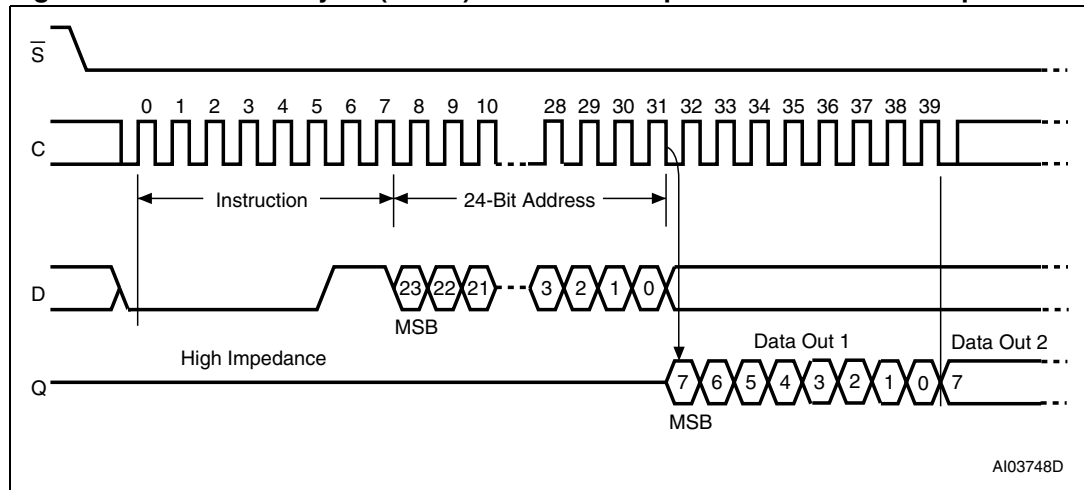 S
0 1 2 3 4 5 6 7 8 9 10 28 29 30 31 32 33 34 35 36 37 38 39
C
Instruction 24-Bit Address
D
23 22 21 3 2 1 0
MSB
Data Out 1 Data Out 2
High Impedance
Q
7 6 5 4 3 2 1 0 7
MSB
AI03748D